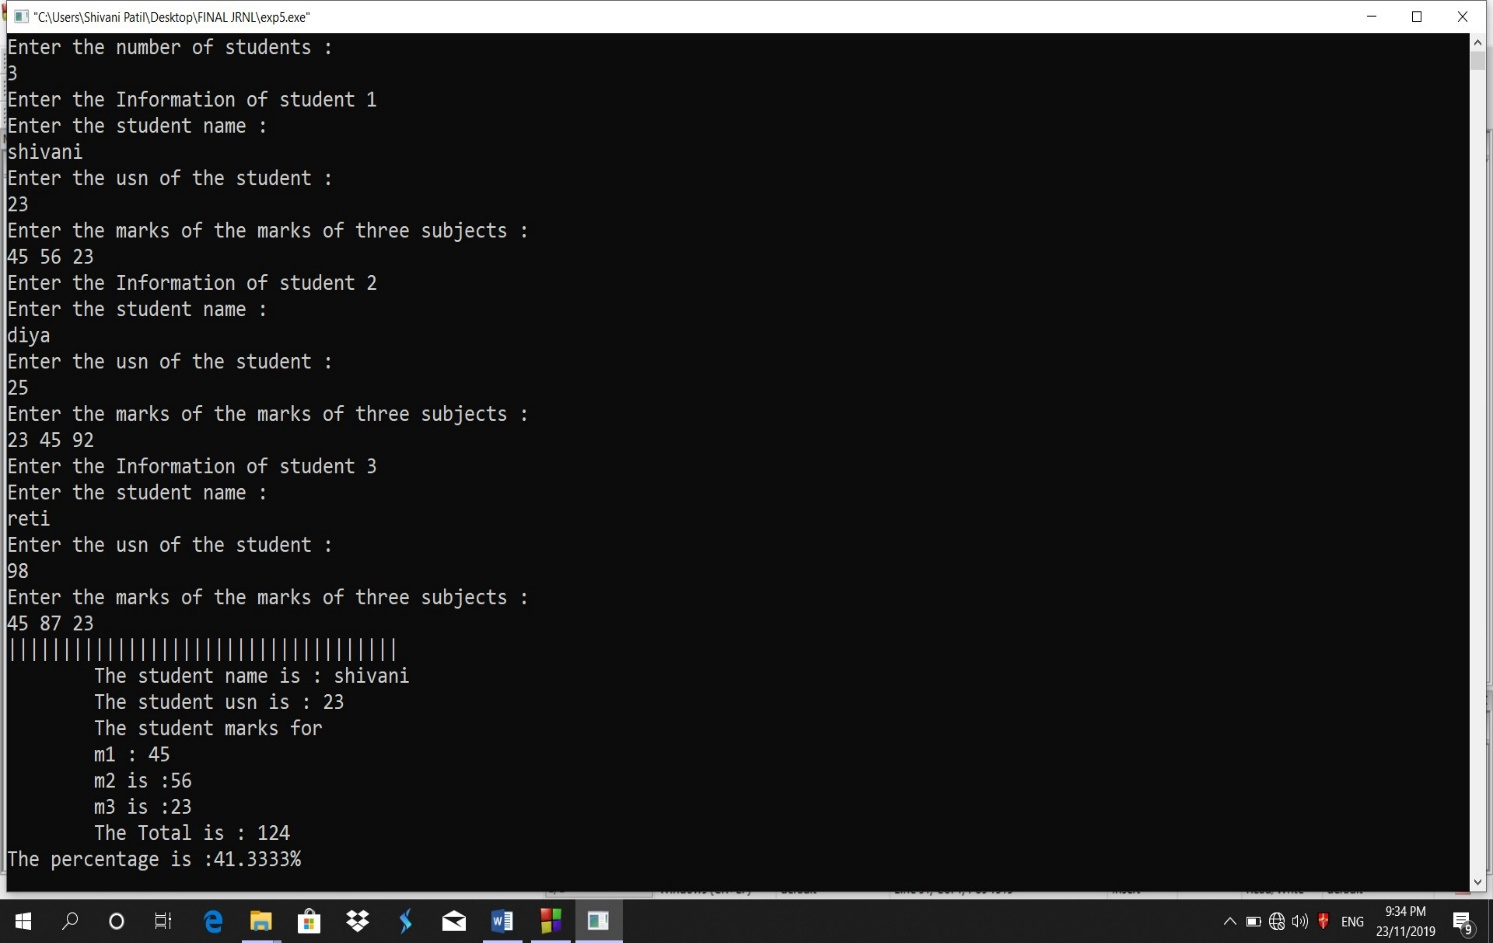 "C:\Users\Shivani Patil\Desktop\FINAL JRNL\exp5.exe"
Enter the number of students :
3
Enter the Information of student 1
Enter the student name :
shivani
Enter the usn of the student :
23
Enter the marks of the marks of three subjects :
45 56 23
Enter the Information of student 2
Enter the student name :
diya
Enter the usn of the student :
25
Enter the marks of the marks of three subjects :
23 45 92
Enter the Information of student 3
Enter the student name :
reti
Enter the usn of the student :
98
Enter the marks of the marks of three subjects :
45 87 23
||||||||||||||||||||||||||||||||||||
The student name is : shivani
The student usn is : 23
The student marks for
m1 : 45
m2 is :56
m3 is :23
The Total is : 124
The percentage is :41.3333%
ENG
9:34 PM
23/11/2019
9